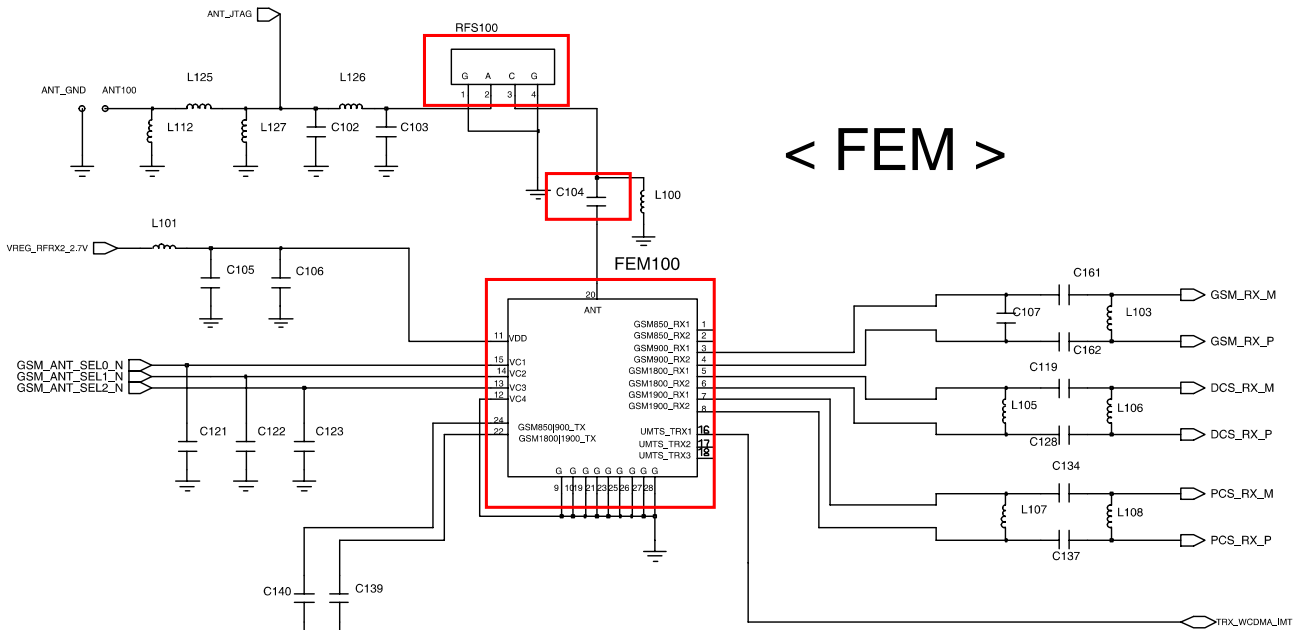 ANT_JTAG
RFS100
G A C G
1 2 3 4
ANT_GND ANT100
L125
L126
L112
L127
C102
C103
< FEM >
C104
L100
L101
VREG_RFRX2_2.7V
C105
C106
FEM100
20
ANT
11 VDD
GSM_ANT_SEL0_N
GSM_ANT_SEL1_N
GSM_ANT_SEL2_N
15 VC1
14 VC2
13 VC3
12 VC4
24 GSM850|900_TX
22 GSM1800|1900_TX
GSM850_RX1 1
GSM850_RX2 2
GSM900_RX1 3
GSM900_RX2 4
GSM1800_RX1 5
GSM1800_RX2 6
GSM1900_RX1 7
GSM1900_RX2 8
UMTS_TRX1 16
UMTS_TRX2 17
UMTS_TRX3 18
G G G G G G G G G
9 10 19 21 23 25 26 27 28
C121
C122
C123
C140
C139
C161
GSM_RX_M
C107
L103
GSM_RX_P
C162
C119
DCS_RX_M
L105
L106
DCS_RX_P
C128
C134
PCS_RX_M
L107
L108
PCS_RX_P
C137
TRX_WCDMA_IMT